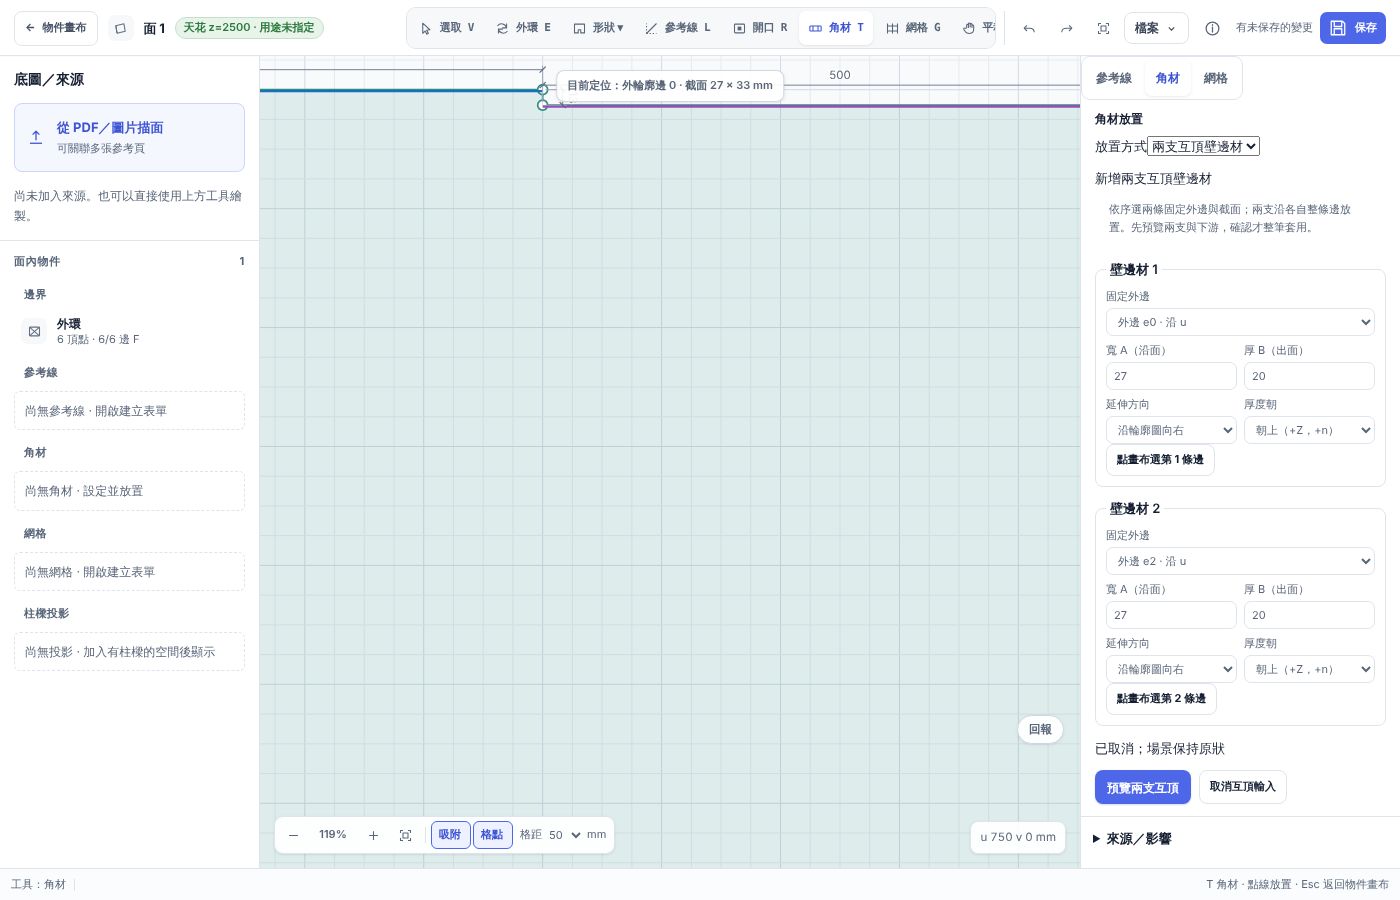 物件畫布
面 1
天花 z=2500 · 用途未指定
選取 V
外環 E
形狀▾
參考線 L
開口 R
角材 T
網格 G
檔案
有未保存的變更
保存
底圖／來源
從 PDF／圖片描面
可關聯多張參考頁
尚未加入來源。也可以直接使用上方工具繪
製。
面內物件
1
邊界
外環
6 頂點 · 6/6 邊 F
參考線
尚無參考線 · 開啟建立表單
角材
尚無角材 · 設定並放置
網格
尚無網格 · 開啟建立表單
柱樑投影
尚無投影 · 加入有柱樑的空間後顯示
目前定位：外輪廓邊 0 · 截面 27 × 33 mm
500
回報
119%
吸附
格點
格距
50
mm
u 750 v 0 mm
參考線
角材
網格
角材放置
放置方式
兩支互頂壁邊材
新增兩支互頂壁邊材
依序選兩條固定外邊與截面；兩支沿各自整條邊放
置。先預覽兩支與下游，確認才整筆套用。
壁邊材 1
固定外邊
外邊 e0 · 沿 u
寬 A（沿面）
厚 B（出面）
27
20
延伸方向
厚度朝
沿輪廓圍向右
朝上（+Z，+n）
點畫布選第 1 條邊
壁邊材 2
固定外邊
外邊 e2 · 沿 u
寬 A（沿面）
厚 B（出面）
27
20
延伸方向
厚度朝
沿輪廓圍向右
朝上（+Z，+n）
點畫布選第 2 條邊
已取消；場景保持原狀
預覽兩支互頂
取消互頂輸入
來源／影響
工具：角材
T 角材 · 點線放置 · Esc 返回物件畫布